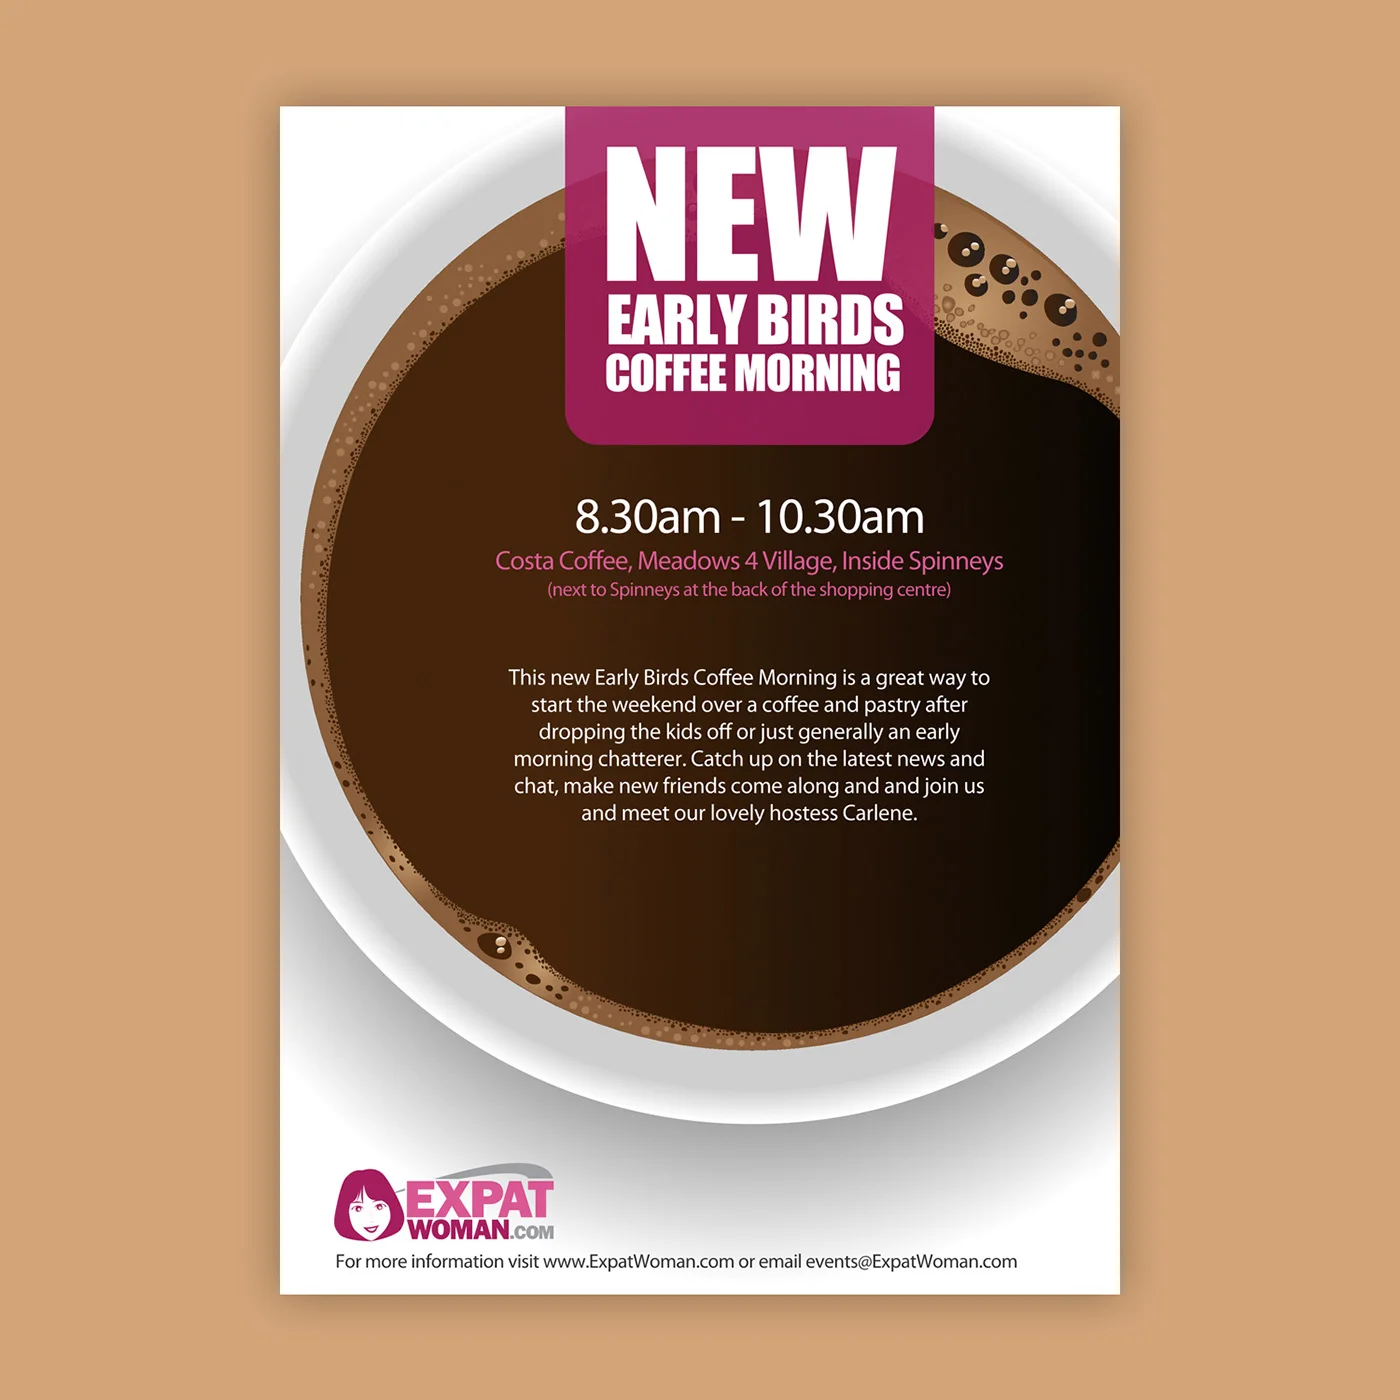 NEW
EARLY BIRDS
COFFEE MORNING
8.30am - 10.30am
Costa Coffee, Meadows 4 Village, Inside Spinneys
(next to Spinneys at the back of the shopping centre)
This new Early Birds Coffee Morning is a great way to
start the weekend over a coffee and pastry after
dropping the kids off or just generally an early
morning chatterer. Catch up on the latest news and
chat, make new friends come along and and join us
and meet our lovely hostess Carlene.
EXPAT
WOMAN.COM
For more information visit www.ExpatWoman.com or email events@ExpatWoman.com